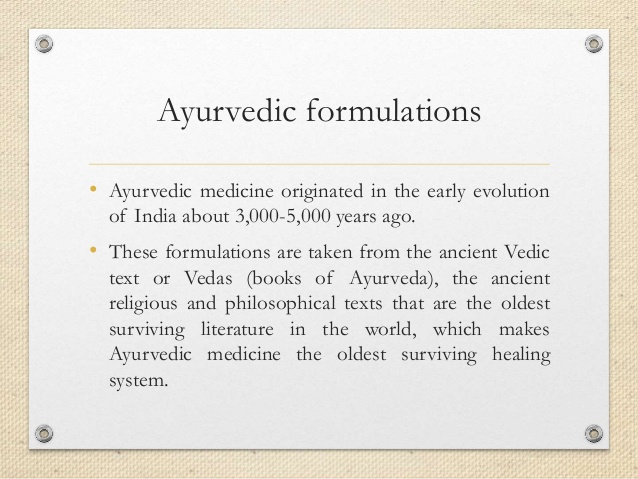 Ayurvedic formulations
• Ayurvedic medicine originated in the early evolution
of India about 3,000-5,000 years ago.
• These formulations are taken from the ancient Vedic
text or Vedas (books of Ayurveda), the ancient
religious and philosophical texts that are the oldest
surviving literature in the world, which makes
Ayurvedic medicine the oldest surviving healing
system.